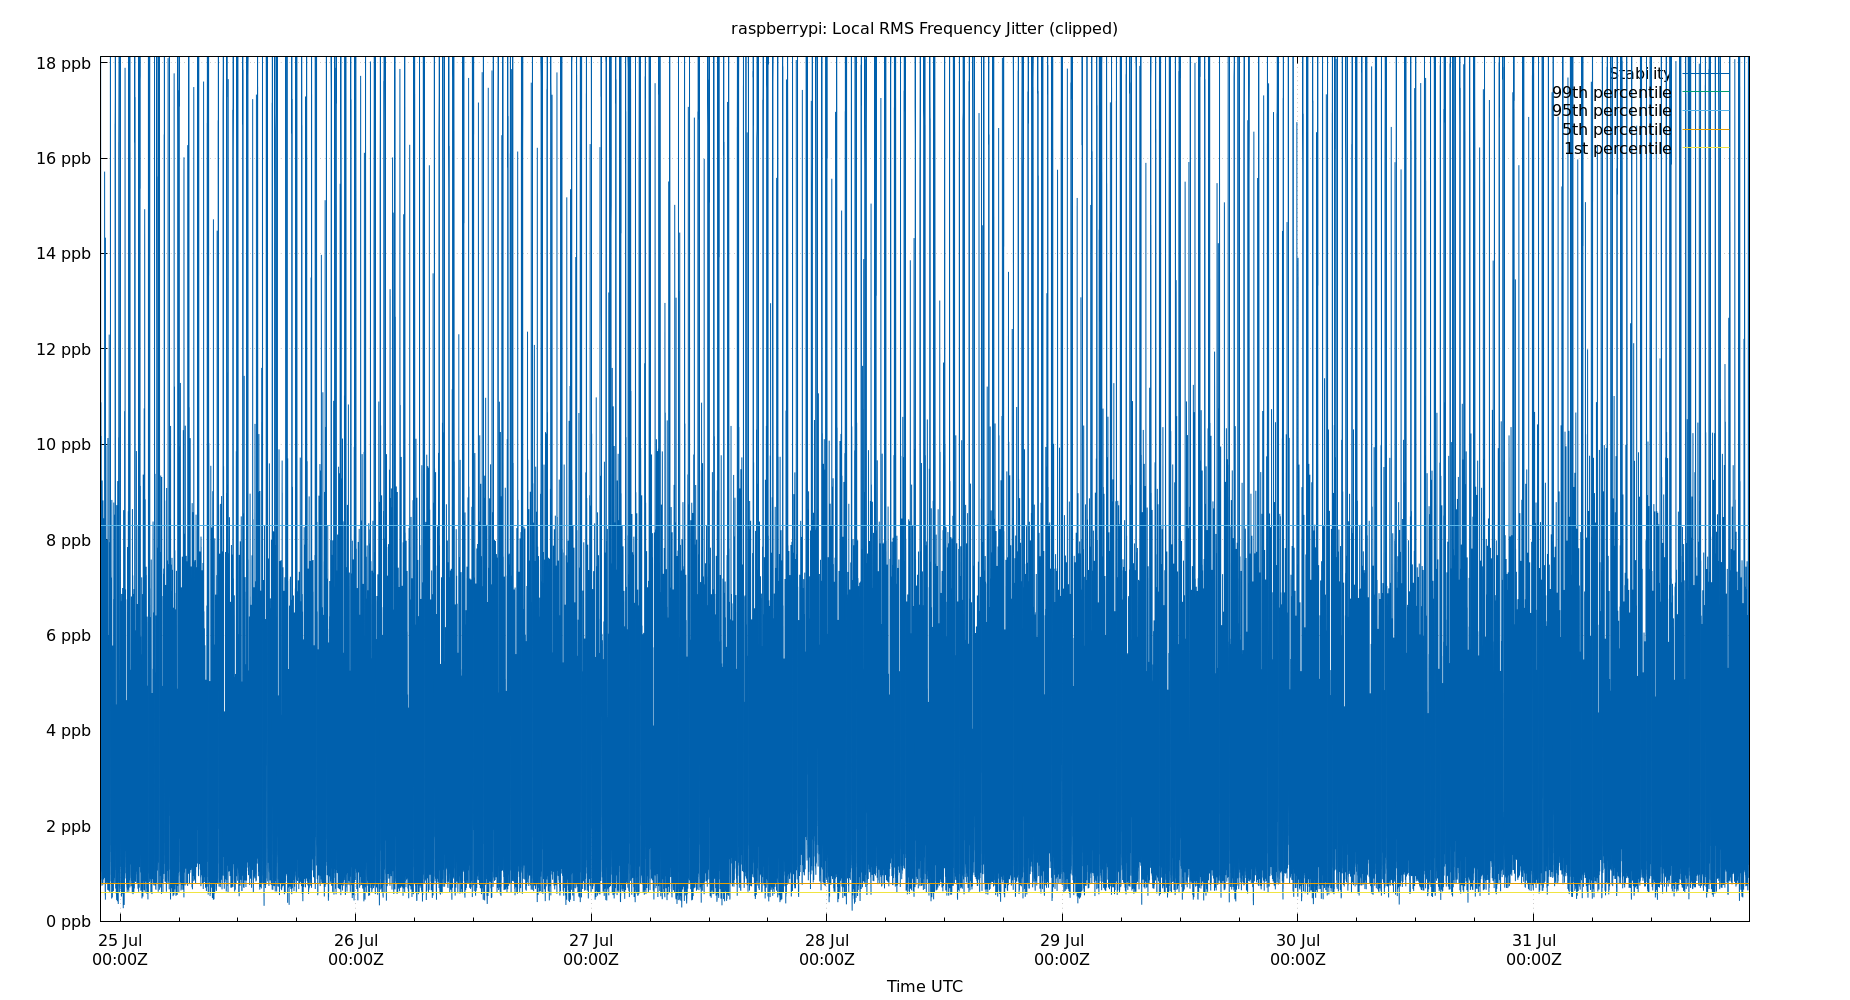 raspberrypi: Local RMS Frequency Jitter (clipped)
18 ppb
16 ppb
14 ppb
12 ppb
10 ppb
8 ppb
6 ppb
4 ppb
2 ppb
0 ppb
Stability
99th percentile
95th percentile
5th percentile
1st percentile
25 Jul
00:00Z
26 Jul
00:00Z
27 Jul
00:00Z
28 Jul
00:00Z
29 Jul
00:00Z
30 Jul
00:00Z
31 Jul
00:00Z
Time UTC